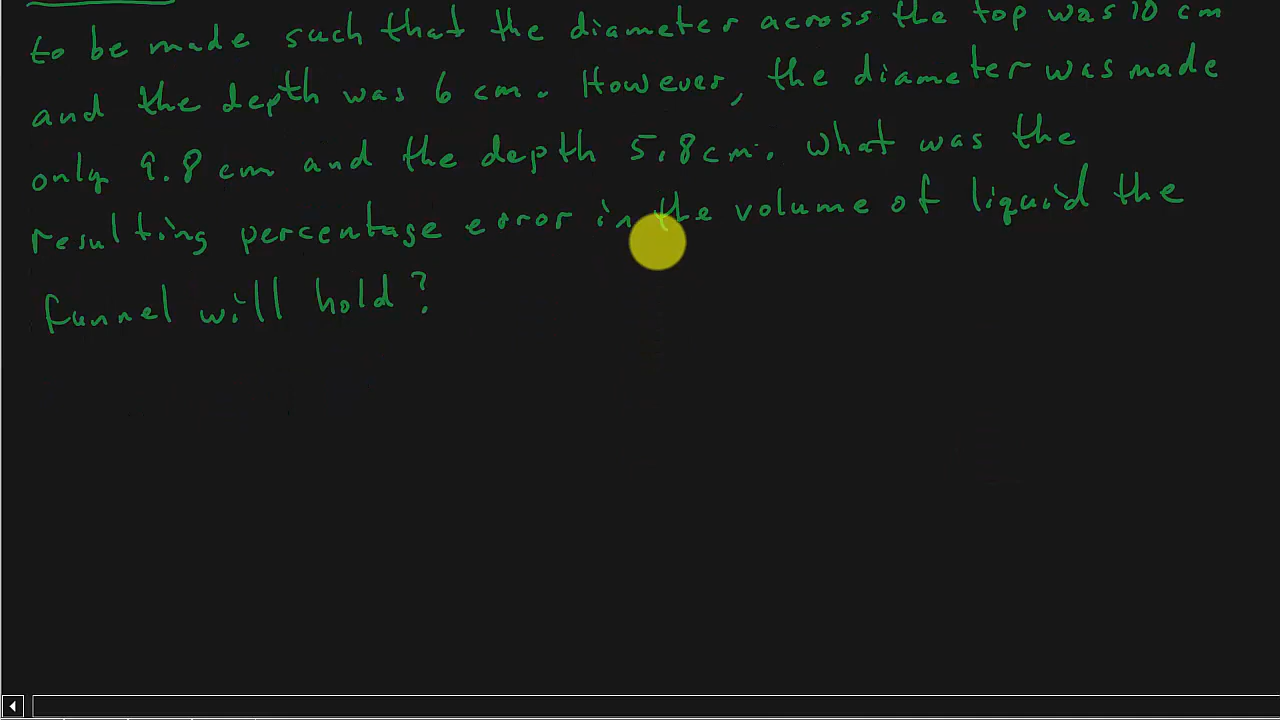 to be made such that the diameter across the top was 10 cm
and the depth was 6 cm. However, the diameter was made
only 9.8 cm and the depth 5.8 cm. What was the
resulting percentage error in the volume of liquid the
funnel will hold?